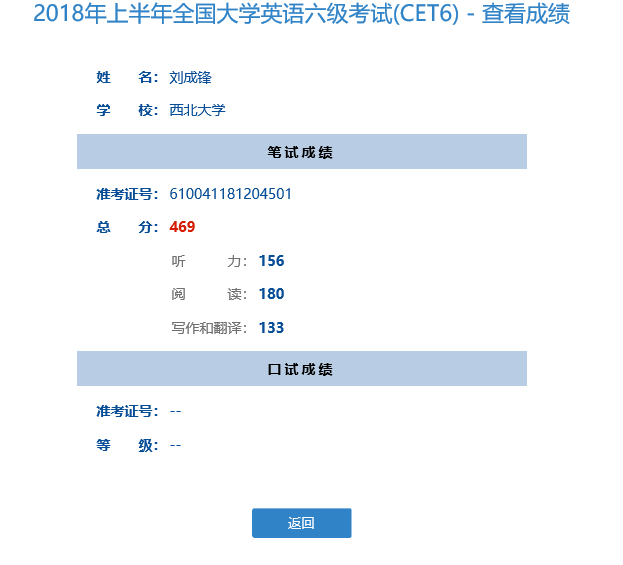 2018年上半年全国大学英语六级考试(CET6) - 查看成绩
姓 名： 刘成锋
学 校： 西北大学
笔试成绩
准考证号： 610041181204501
总 分： 469
听 力： 156
阅 读： 180
写作和翻译： 133
口试成绩
准考证号： --
等 级： --
返回